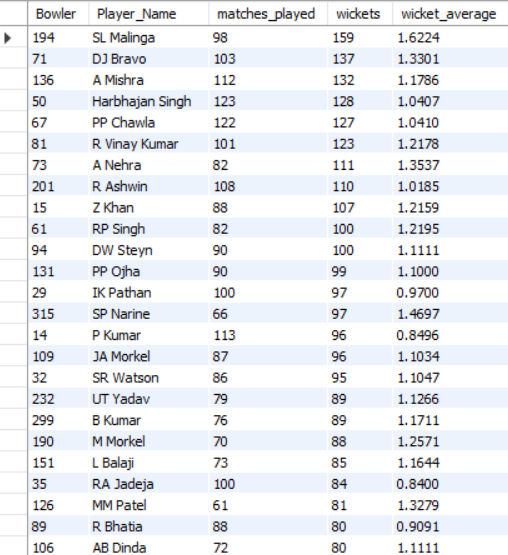 Bowler Player_Name matches_played wickets wicket_average
194 SL Malinga 98 159 1.6224
71 DJ Bravo 103 137 1.3301
136 A Mishra 112 132 1.1786
50 Harbhajan Singh 123 128 1.0407
67 PP Chawla 122 127 1.0410
81 R Vinay Kumar 101 123 1.2178
73 A Nehra 82 111 1.3537
201 R Ashwin 108 110 1.0185
15 Z Khan 88 107 1.2159
61 RP Singh 82 100 1.2195
94 DW Steyn 90 100 1.1111
131 PP Ojha 90 99 1.1000
29 IK Pathan 100 97 0.9700
315 SP Narine 66 97 1.4697
14 P Kumar 113 96 0.8496
109 JA Morkel 87 96 1.1034
32 SR Watson 86 95 1.1047
232 UT Yadav 79 89 1.1266
299 B Kumar 76 89 1.1711
190 M Morkel 70 88 1.2571
151 L Balaji 73 85 1.1644
35 RA Jadeja 100 84 0.8400
126 MM Patel 61 81 1.3279
89 R Bhatia 88 80 0.9091
106 AB Dinda 72 80 1.1111